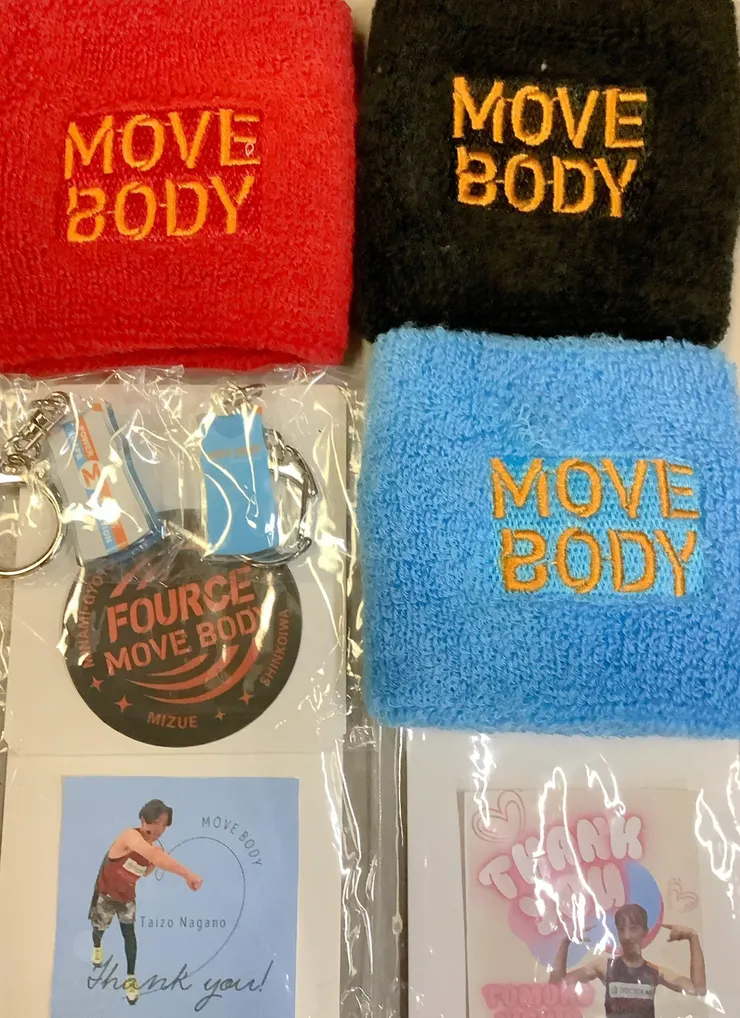 MOVE
BODY
MOVE
BODY
MOVE
BODY
M
FOURCE
MOVE BODY
SHINKOIWA
MIZUE
MOVE BODY
Taizo Nagano
Thank you!
THANK
YOU